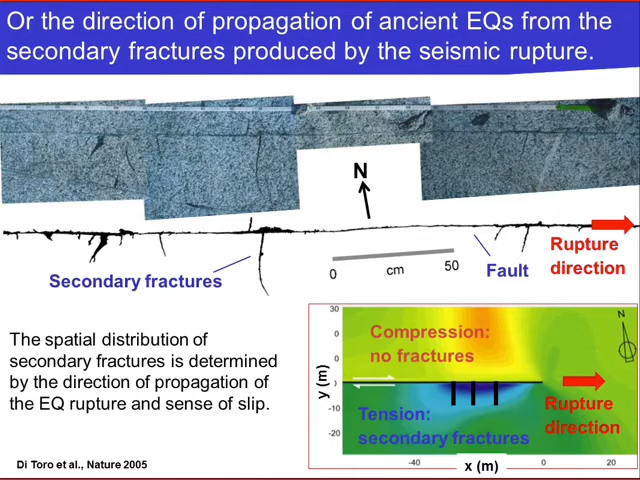 Or the direction of propagation of ancient EQs from the
secondary fractures produced by the seismic rupture.
N
Rupture
direction
Secondary fractures
0 cm 50
Fault
The spatial distribution of
secondary fractures is determined
by the direction of propagation of
the EQ rupture and sense of slip.
Di Toro et al., Nature 2005
30
Compression:
no fractures
N
y (m)
0
-10
-20
Tension:
secondary fractures
Rupture
direction
-40
x (m)
0
20